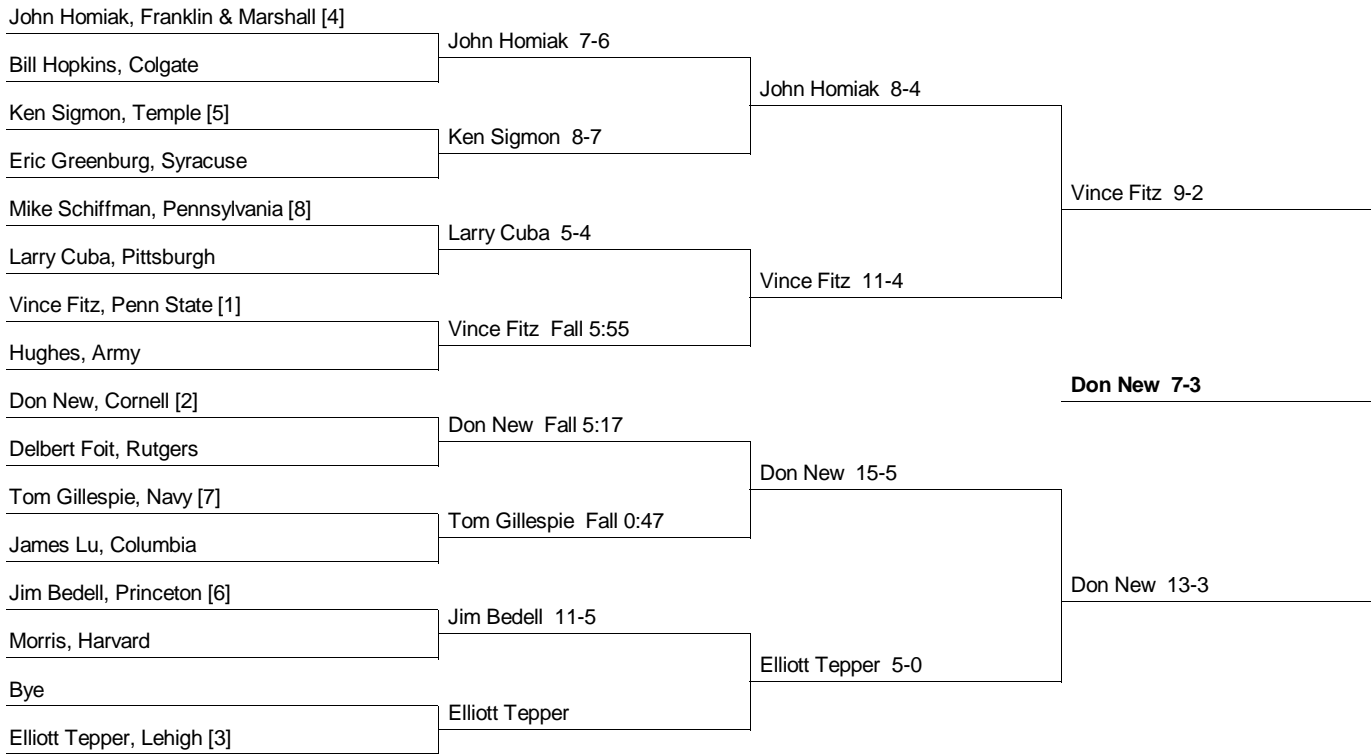 John Homiak, Franklin & Marshall [4]
John Homiak 7-6
Bill Hopkins, Colgate
John Homiak 8-4
Ken Sigmon, Temple [5]
Ken Sigmon 8-7
Eric Greenburg, Syracuse
Vince Fitz 9-2
Mike Schiffman, Pennsylvania [8]
Larry Cuba 5-4
Larry Cuba, Pittsburgh
Vince Fitz 11-4
Vince Fitz, Penn State [1]
Vince Fitz Fall 5:55
Hughes, Army
Don New 7-3
Don New, Cornell [2]
Don New Fall 5:17
Delbert Foit, Rutgers
Don New 15-5
Tom Gillespie, Navy [7]
Tom Gillespie Fall 0:47
James Lu, Columbia
Don New 13-3
Jim Bedell, Princeton [6]
Jim Bedell 11-5
Morris, Harvard
Elliott Tepper 5-0
Bye
Elliott Tepper
Elliott Tepper, Lehigh [3]